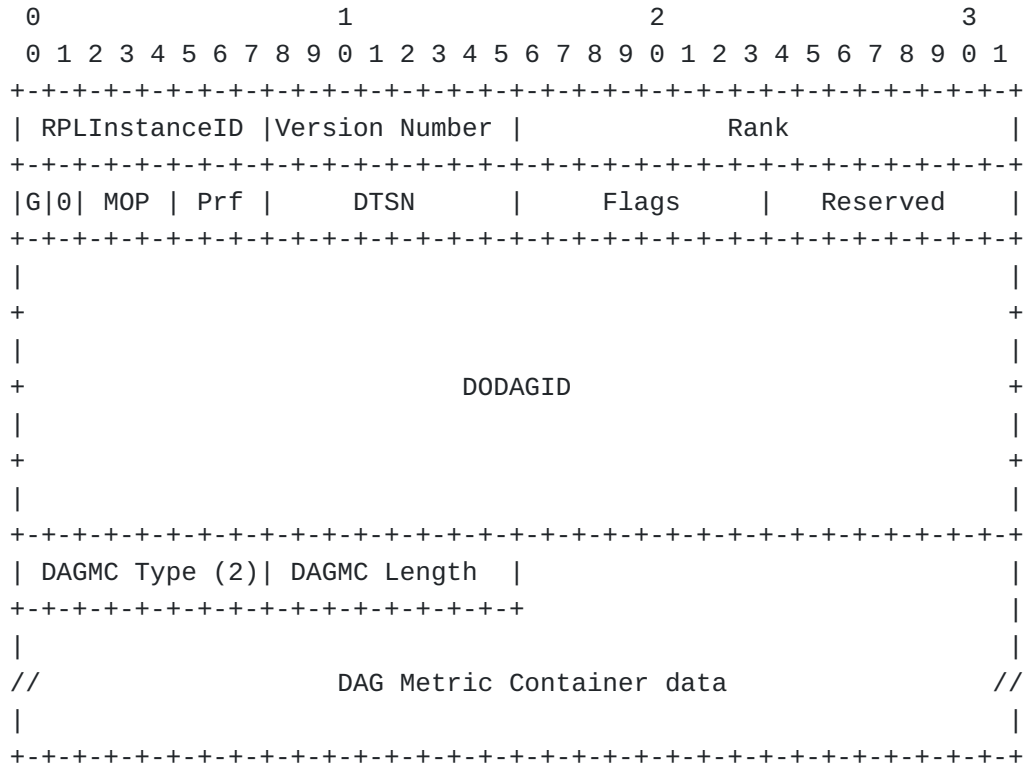 0                   1                   2                   3
 0 1 2 3 4 5 6 7 8 9 0 1 2 3 4 5 6 7 8 9 0 1 2 3 4 5 6 7 8 9 0 1
+-+-+-+-+-+-+-+-+-+-+-+-+-+-+-+-+-+-+-+-+-+-+-+-+-+-+-+-+-+-+-+-+
| RPLInstanceID |Version Number |             Rank              |
+-+-+-+-+-+-+-+-+-+-+-+-+-+-+-+-+-+-+-+-+-+-+-+-+-+-+-+-+-+-+-+-+
|G|0| MOP | Prf |     DTSN      |     Flags     |   Reserved    |
+-+-+-+-+-+-+-+-+-+-+-+-+-+-+-+-+-+-+-+-+-+-+-+-+-+-+-+-+-+-+-+-+
|                                                               |
+                                                               +
|                                                               |
+                            DODAGID                            +
|                                                               |
+                                                               +
|                                                               |
+-+-+-+-+-+-+-+-+-+-+-+-+-+-+-+-+-+-+-+-+-+-+-+-+-+-+-+-+-+-+-+-+
| DAGMC Type (2)| DAGMC Length  |                               |
+-+-+-+-+-+-+-+-+-+-+-+-+-+-+-+-+                               |
|                                                               |
//                   DAG Metric Container data                 //
|                                                               |
+-+-+-+-+-+-+-+-+-+-+-+-+-+-+-+-+-+-+-+-+-+-+-+-+-+-+-+-+-+-+-+-+